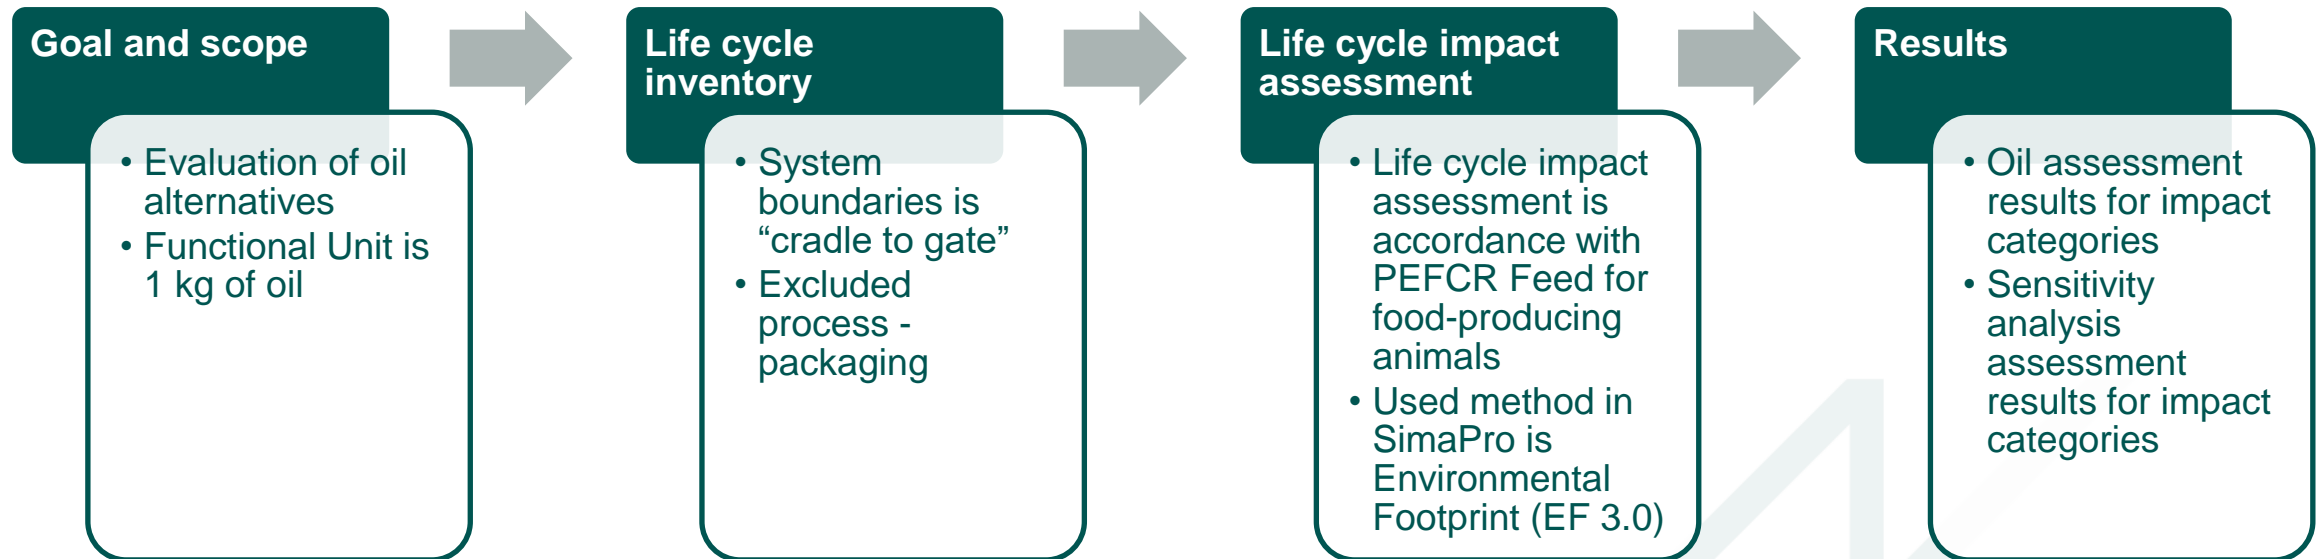 Goal and scope
• Evaluation of oil
alternatives
• Functional Unit is
1 kg of oil
Life cycle
inventory
• System
boundaries is
“cradle to gate”
• Excluded
process -
packaging
Life cycle impact
assessment
• Life cycle impact
assessment is
accordance with
PEFCR Feed for
food-producing
animals
• Used method in
SimaPro is
Environmental
Footprint (EF 3.0)
Results
• Oil assessment
results for impact
categories
• Sensitivity
analysis
assessment
results for impact
categories